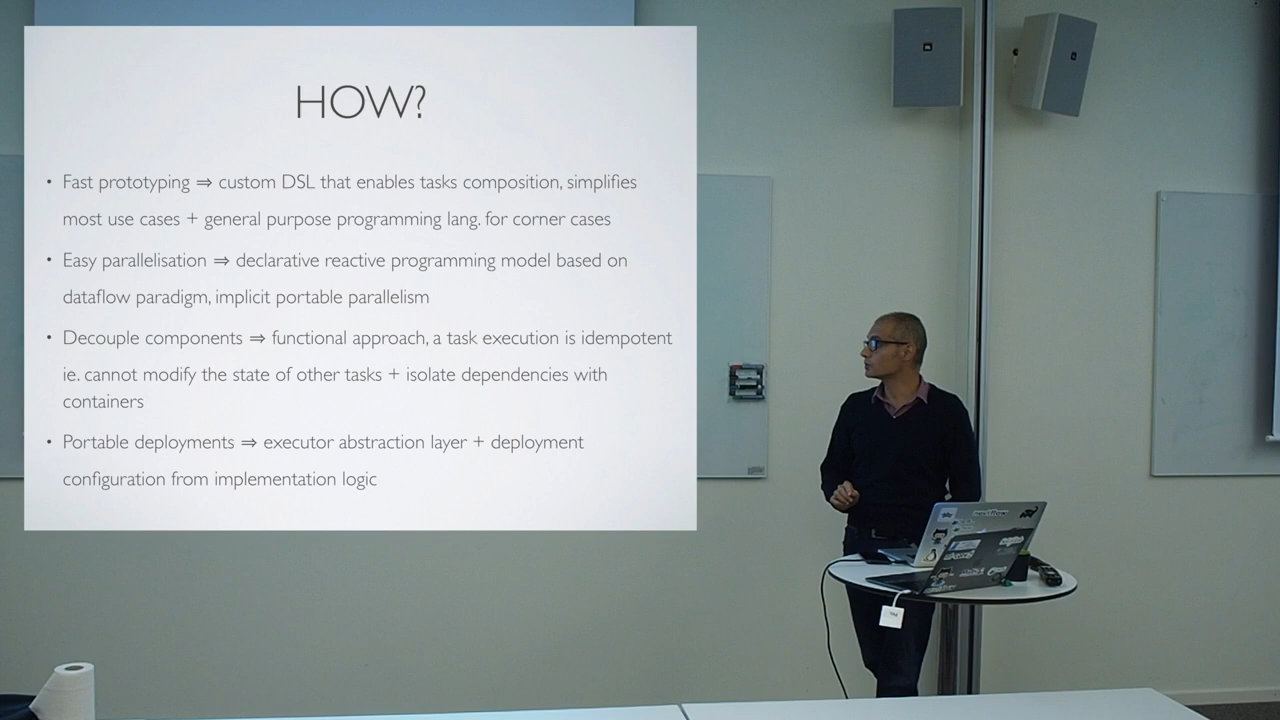 HOW?
• Fast prototyping ⇒ custom DSL that enables tasks composition, simplifies
most use cases + general purpose programming lang. for corner cases
• Easy parallelisation ⇒ declarative reactive programming model based on
dataflow paradigm, implicit portable parallelism
• Decouple components ⇒ functional approach, a task execution is idempotent
ie. cannot modify the state of other tasks + isolate dependencies with
containers
• Portable deployments ⇒ executor abstraction layer + deployment
configuration from implementation logic
JBL
nextflow